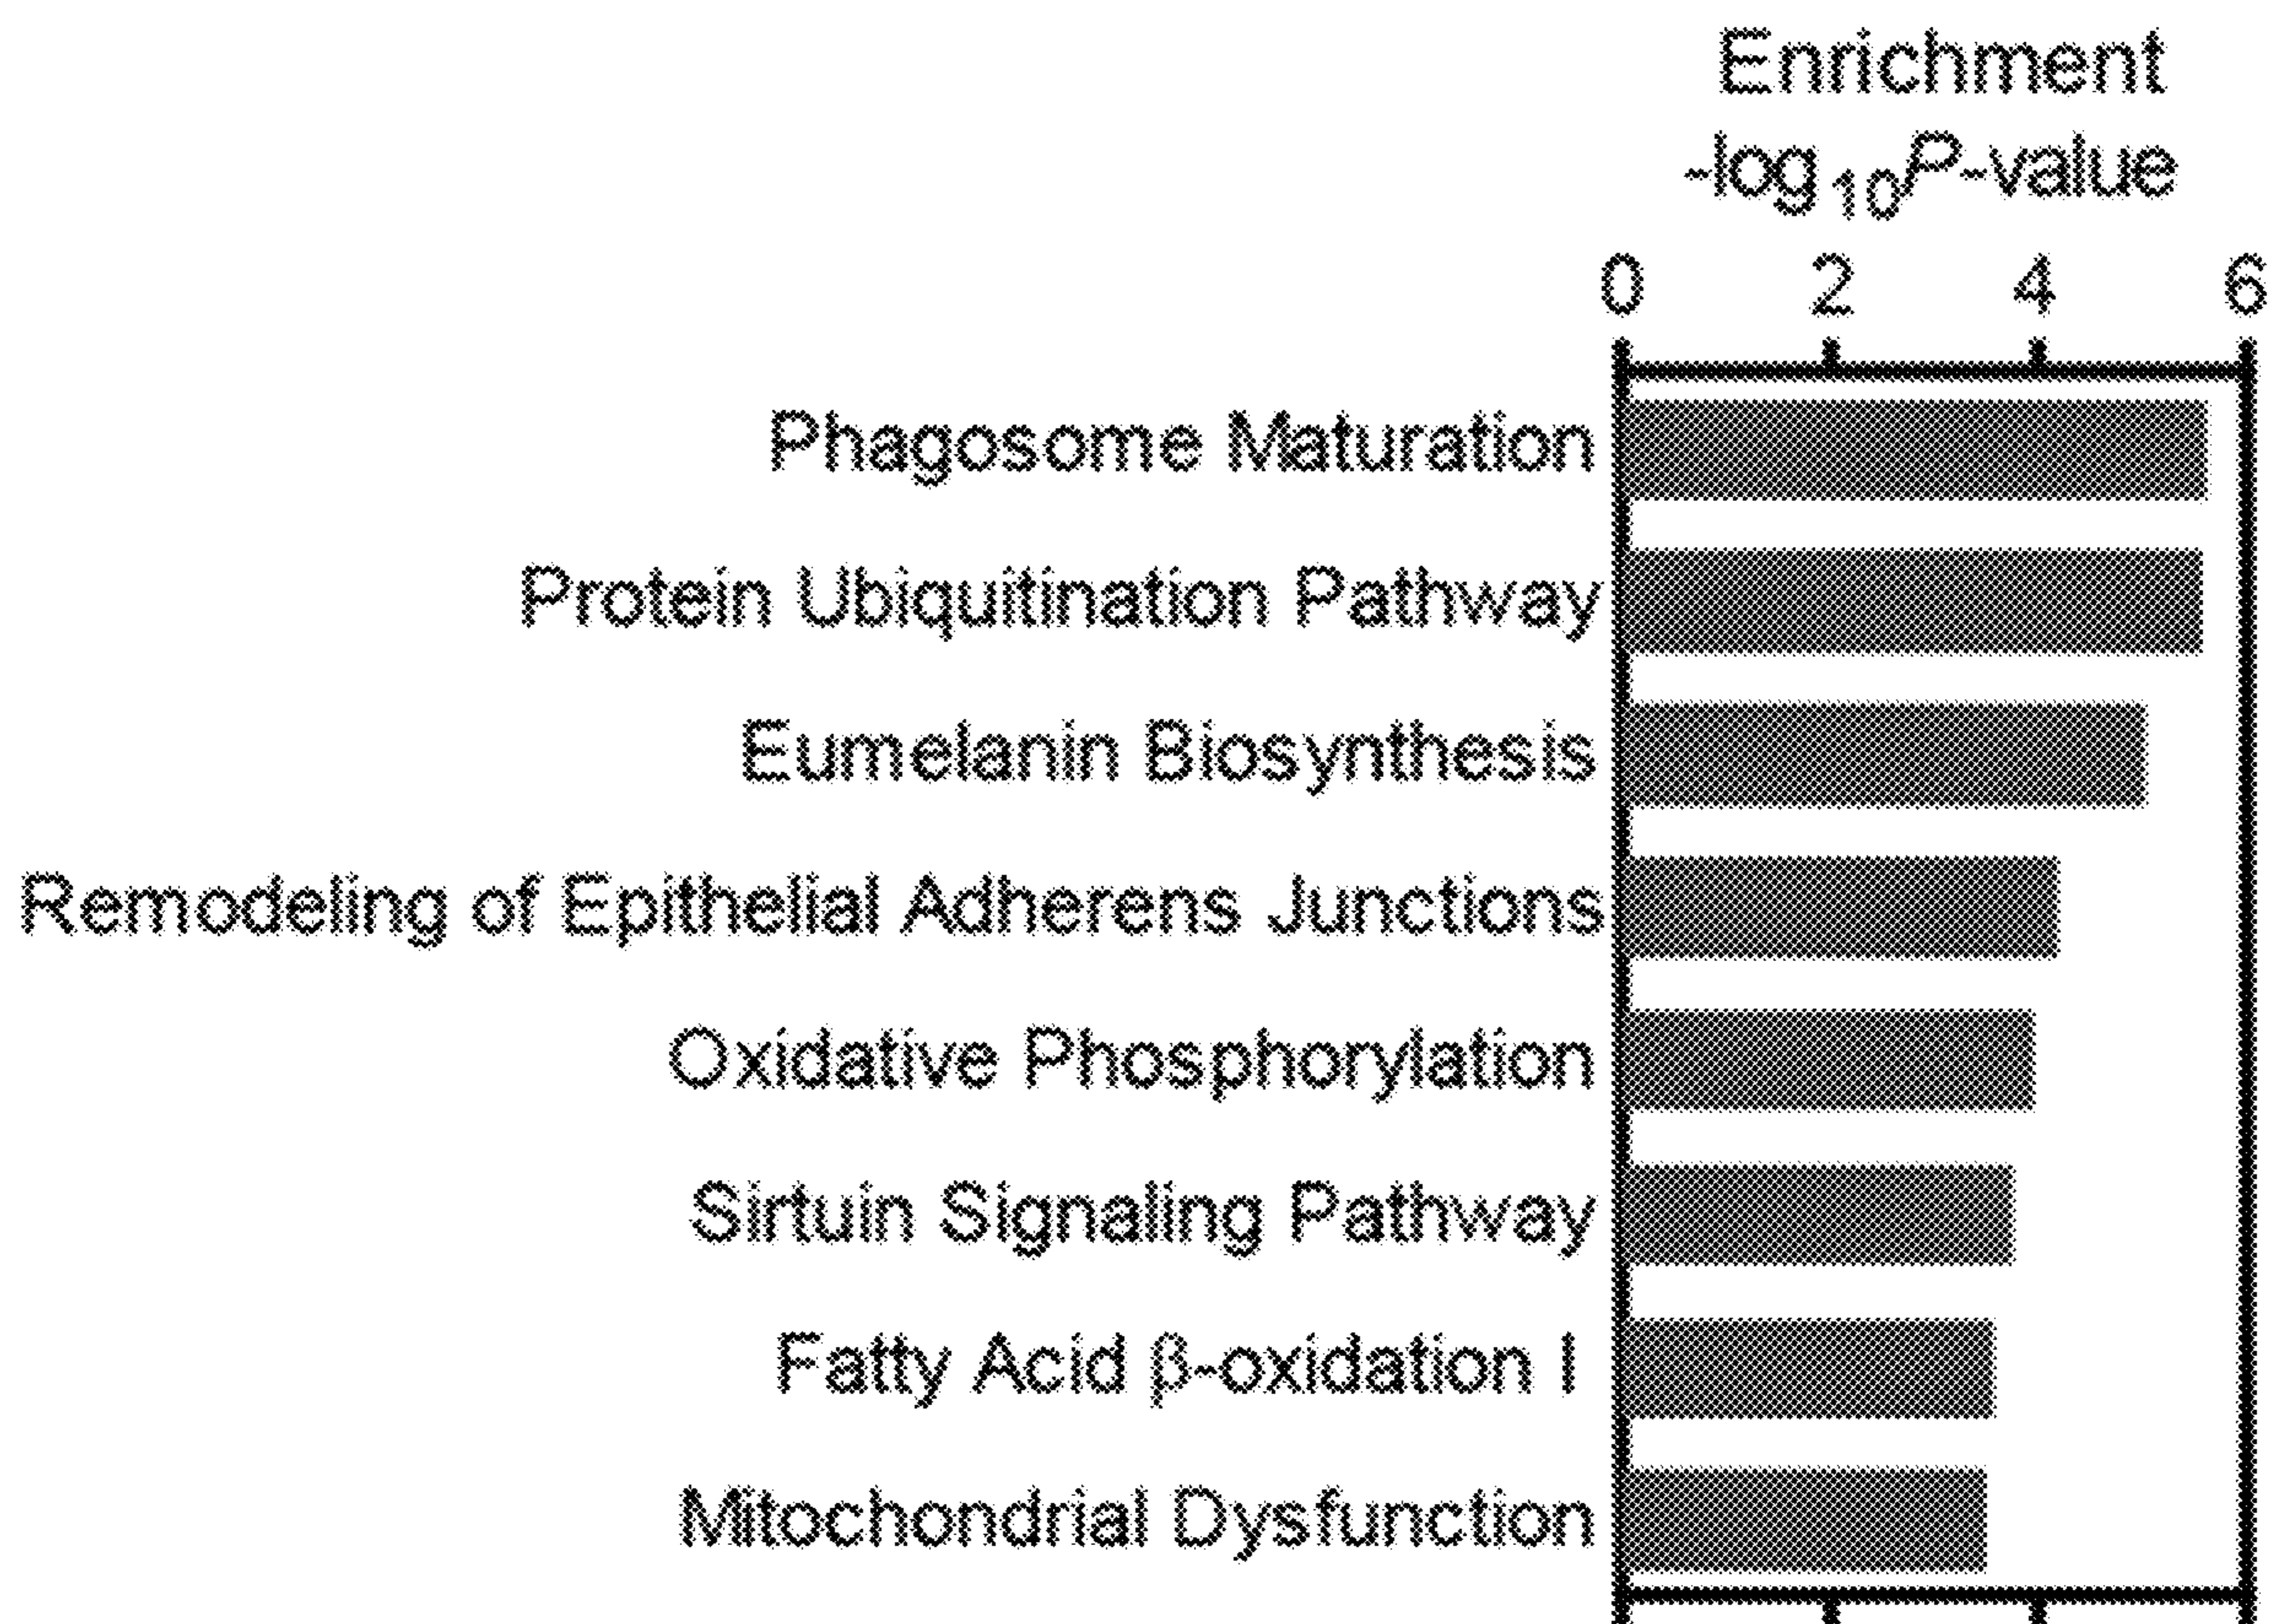 Enrichment
-log10P-value
0 2 4 6
Phagosome Maturation
Protein Ubiquitination Pathway
Eumelanin Biosynthesis
Remodeling of Epithelial Adherens Junctions
Oxidative Phosphorylation
Sirtuin Signaling Pathway
Fatty Acid β-oxidation I
Mitochondrial Dysfunction